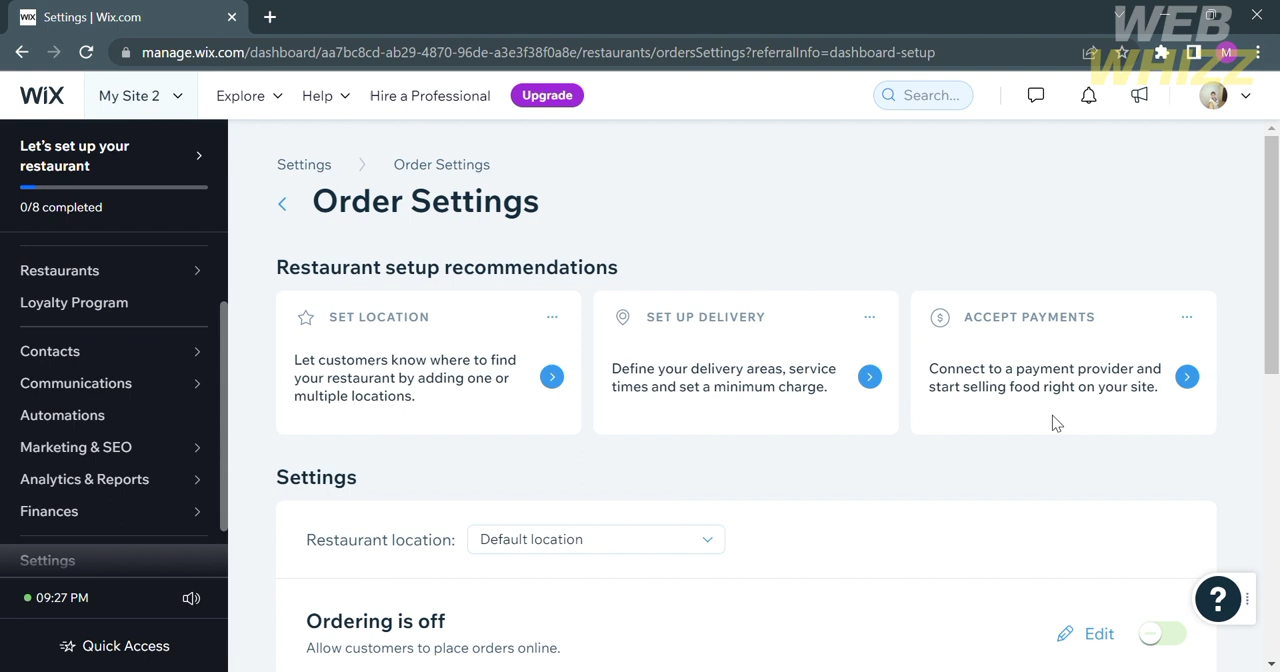 WIX Settings | Wix.com
manage.wix.com/dashboard/aa7bc8cd-ab29-4870-96de-a3e3f38f0a8e/restaurants/ordersSettings?referralInfo=dashboard-setup
M
WEB
WHIZZ
WIX My Site 2 Explore Help Hire a Professional Upgrade Search...
Let's set up your
restaurant
0/8 completed
Restaurants
Loyalty Program
Contacts
Communications
Automations
Marketing & SEO
Analytics & Reports
Finances
Settings
09:27 PM
Quick Access
Settings Order Settings
Order Settings
Restaurant setup recommendations
SET LOCATION
Let customers know where to find
your restaurant by adding one or
multiple locations.
SET UP DELIVERY
Define your delivery areas, service
times and set a minimum charge.
ACCEPT PAYMENTS
Connect to a payment provider and
start selling food right on your site.
Settings
Restaurant location: Default location
Ordering is off
Allow customers to place orders online.
Edit
?